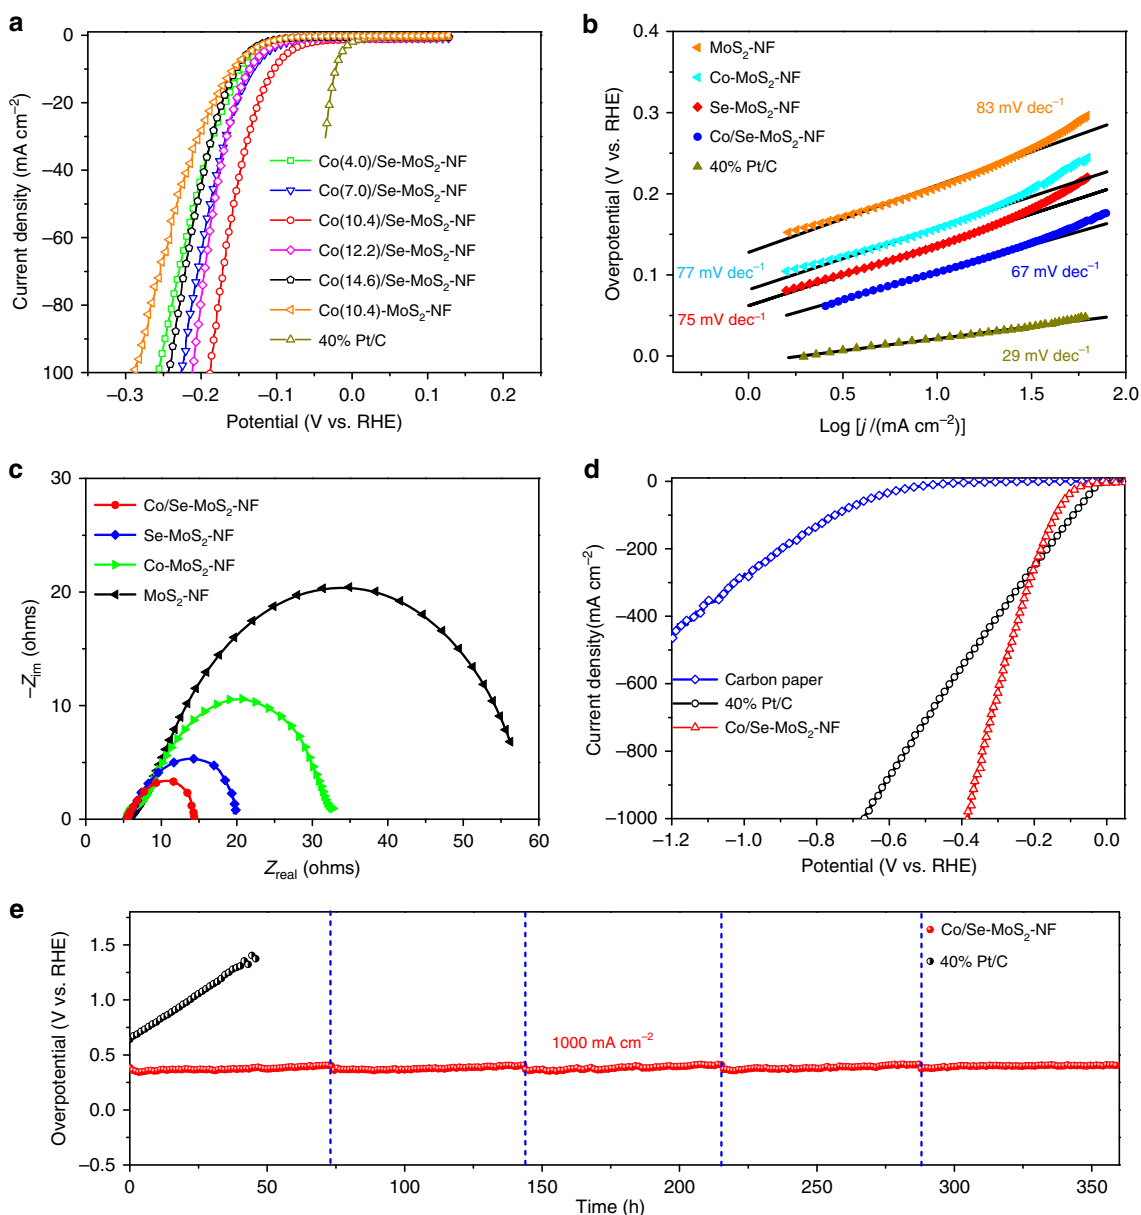 a
0
−20
−40
−60
−80
100
Current density (mA cm⁻²)
Co(4.0)/Se-MoS₂-NF
Co(7.0)/Se-MoS₂-NF
Co(10.4)/Se-MoS₂-NF
Co(12.2)/Se-MoS₂-NF
Co(14.6)/Se-MoS₂-NF
Co(10.4)-MoS₂-NF
40% Pt/C
−0.3 −0.2 −0.1 0.0 0.1 0.2
Potential (V vs. RHE)
b
0.4
0.3
0.2
0.1
0.0
Overpotential (V vs. RHE)
MoS₂-NF
Co-MoS₂-NF
Se-MoS₂-NF
Co/Se-MoS₂-NF
40% Pt/C
83 mV dec⁻¹
77 mV dec⁻¹
67 mV dec⁻¹
75 mV dec⁻¹
29 mV dec⁻¹
0.0 0.5 1.0 1.5 2.0
Log [j /(mA cm⁻²)]
c
30
20
10
0
−Zim (ohms)
Co/Se-MoS₂-NF
Se-MoS₂-NF
Co-MoS₂-NF
MoS₂-NF
0 10 20 30 40 50 60
Zreal (ohms)
d
0
−200
−400
−600
−800
−1000
Current density(mA cm⁻²)
Carbon paper
40% Pt/C
Co/Se-MoS₂-NF
−1.2 −1.0 −0.8 −0.6 −0.4 −0.2 0.0
Potential (V vs. RHE)
e
1.5
1.0
0.5
0.0
−0.5
Overpotential (V vs. RHE)
Co/Se-MoS₂-NF
40% Pt/C
1000 mA cm⁻²
0 50 100 150 200 250 300 350
Time (h)